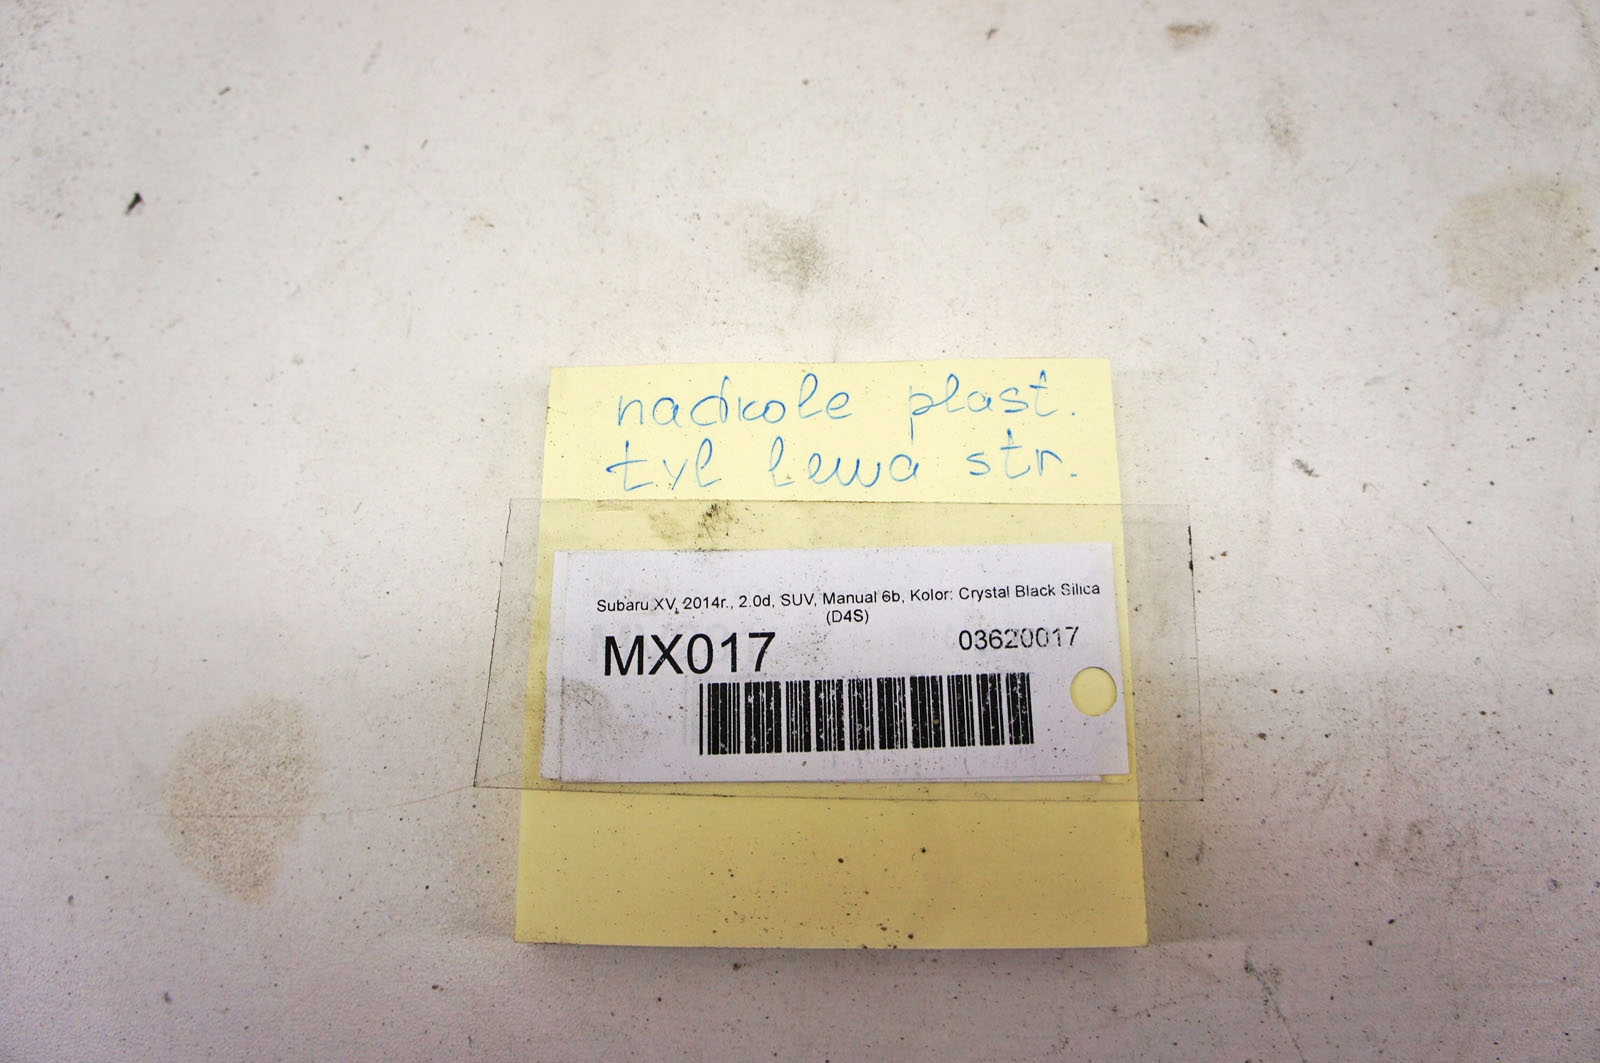 nadkole plast.
tyl lewa str.
Subaru XV, 2014r., 2.0d, SUV, Manual 6b, Kolor: Crystal Black Silica
(D4S)
MX017 03620017